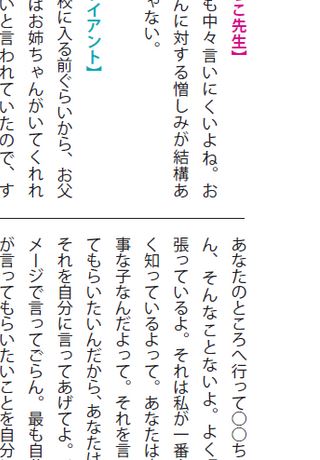 こ先生】
も中々言いにくいよね。お
んに対する憎しみが結構あ
ゃない。
イアント】
校に入る前ぐらいから、お父
はお姉ちゃんがいてくれれ
いと言われていたので、す
あなたのところへ行って〇〇ち
ん、そんなことないよ。よく
張っているよ。それは私が一番
く知っているよって。あなたは
事な子なんだよって。それを言
てもらいたいんだから、あなたは
それを自分に言ってあげてよ。
メージで言ってごらん。最も自
が言ってもらいたいことを自分